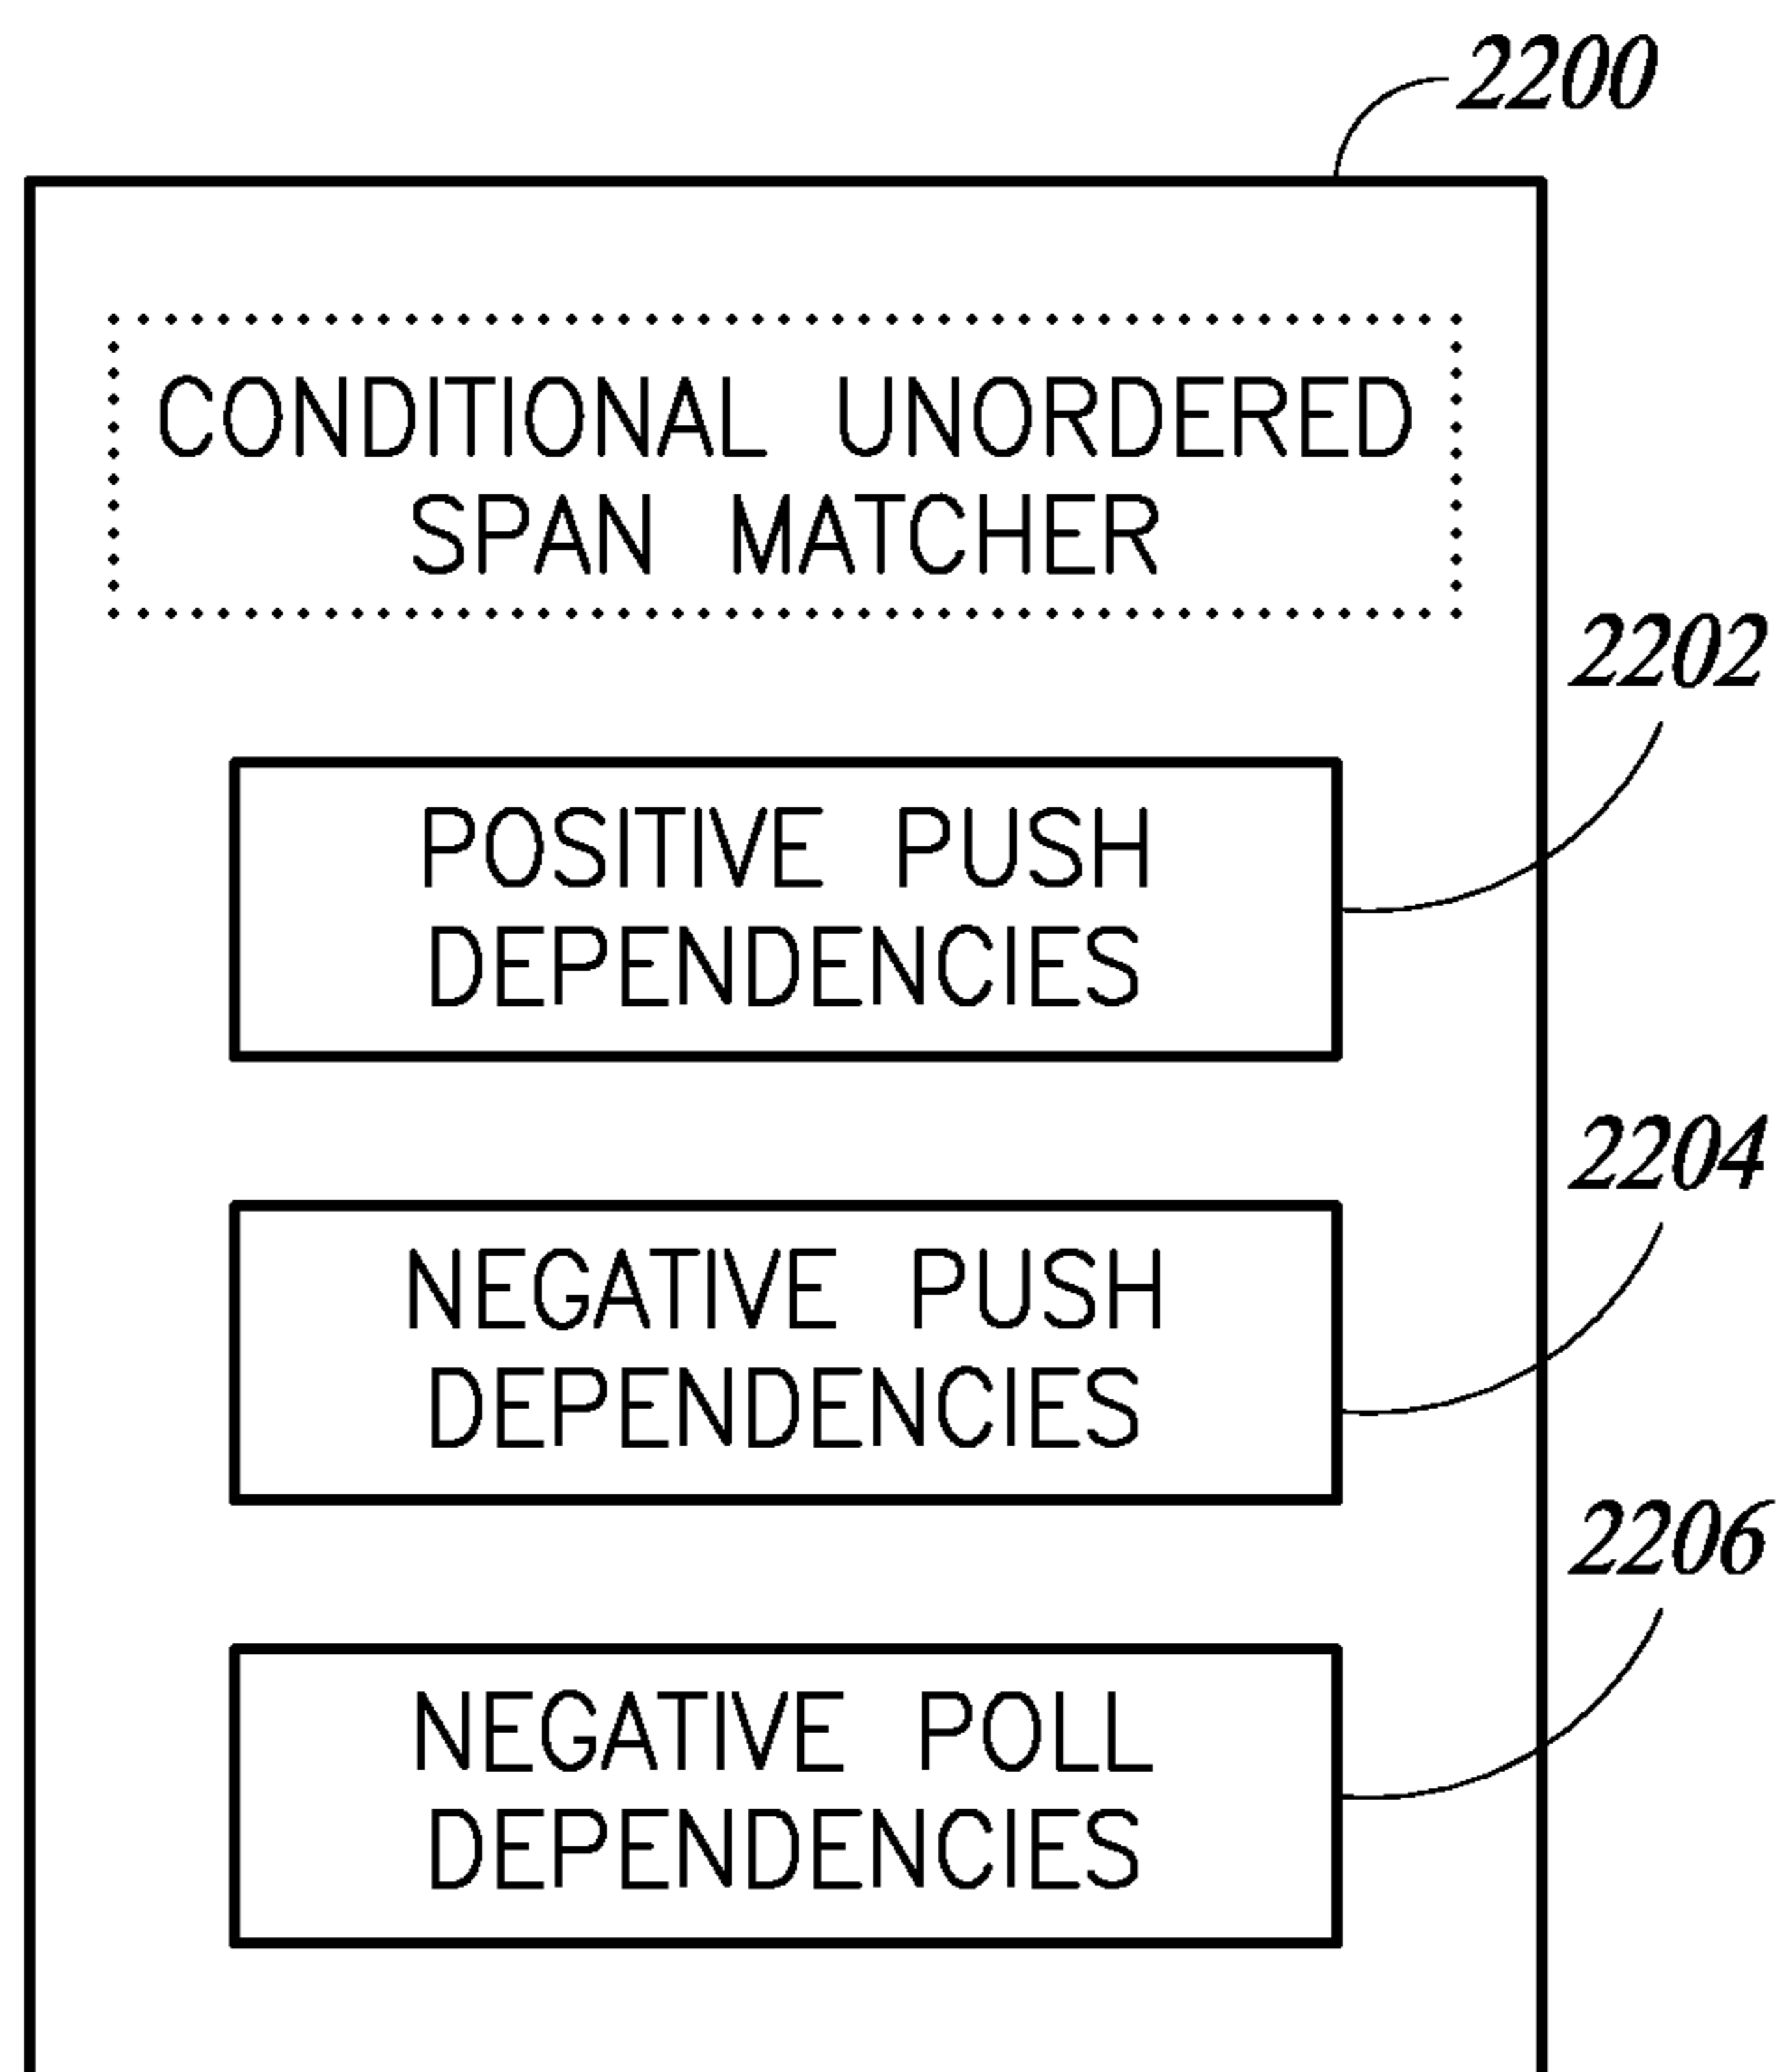 2200
CONDITIONAL UNORDERED
SPAN MATCHER
2202
POSITIVE PUSH
DEPENDENCIES
2204
NEGATIVE PUSH
DEPENDENCIES
2206
NEGATIVE POLL
DEPENDENCIES